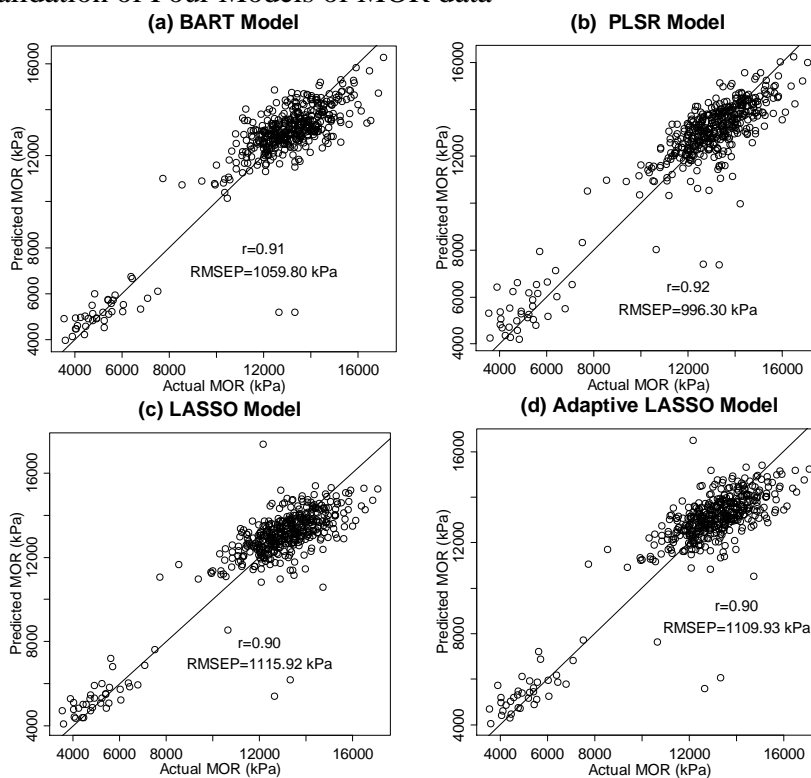 of Four Models of MOR data
(a) BART Model
16000
12000
8000
6000
4000
Predicted MOR (kPa)
r=0.91
RMSEP=1059.80 kPa
4000 6000 8000 12000 16000
Actual MOR (kPa)
(b) PLSR Model
16000
12000
8000
6000
4000
Predicted MOR (kPa)
r=0.92
RMSEP=996.30 kPa
4000 6000 8000 12000 16000
Actual MOR (kPa)
(c) LASSO Model
16000
12000
8000
6000
4000
Predicted MOR (kPa)
r=0.90
RMSEP=1115.92 kPa
4000 6000 8000 12000 16000
Actual MOR (kPa)
(d) Adaptive LASSO Model
16000
12000
8000
6000
4000
Predicted MOR (kPa)
r=0.90
RMSEP=1109.93 kPa
4000 6000 8000 12000 16000
Actual MOR (kPa)